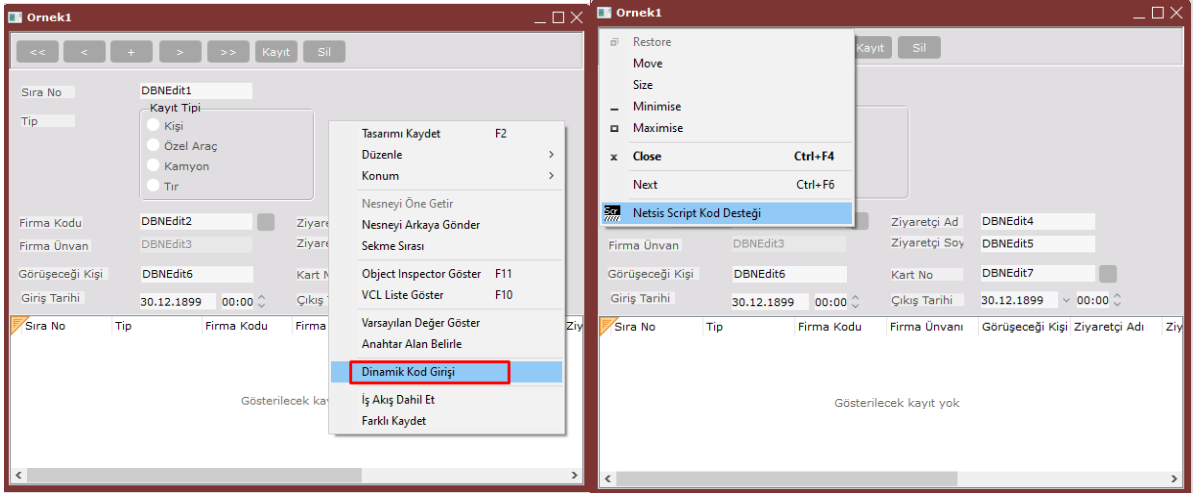 Ornek1
<< < + > >> Kayıt Sil
Sıra No DBNEdit1
Kayıt Tipi
Tip
Kişi
Özel Araç
Kamyon
Tır
Firma Kodu DBNEdit2
Firma Ünvan DBNEdit3
Görüşeceği Kişi DBNEdit6 Kart
Giriş Tarihi 30.12.1899 00:00 Çıkış
Sıra No Tip Firma Kodu Firma
Gösterilecek
Tasarımı Kaydet F2
Düzenle >
Konum >
Nesneyi Öne Getir
Nesneyi Arkaya Gönder
Sekme Sırası
Object Inspector Göster F11
VCL Liste Göster F10
Varsayılan Değer Göster
Anahtar Alan Belirle
Dinamik Kod Girişi
İş Akış Dahil Et
Farklı Kaydet
Ornek1
Kayıt Sil
Restore
Move
Size
Minimise
Maximise
Close Ctrl+F4
Next Ctrl+F6
Netsis Script Kod Desteği
Ziyaretçi Ad DBNEdit4
Firma Ünvan DBNEdit3 Ziyaretçi Soy DBNEdit5
Görüşeceği Kişi DBNEdit6 Kart No DBNEdit7
Giriş Tarihi 30.12.1899 00:00 Çıkış Tarihi 30.12.1899 00:00
Sıra No Tip Firma Kodu Firma Ünvanı Görüşeceği Kişi Ziyaretçi Adı Ziy
Gösterilecek kayıt yok